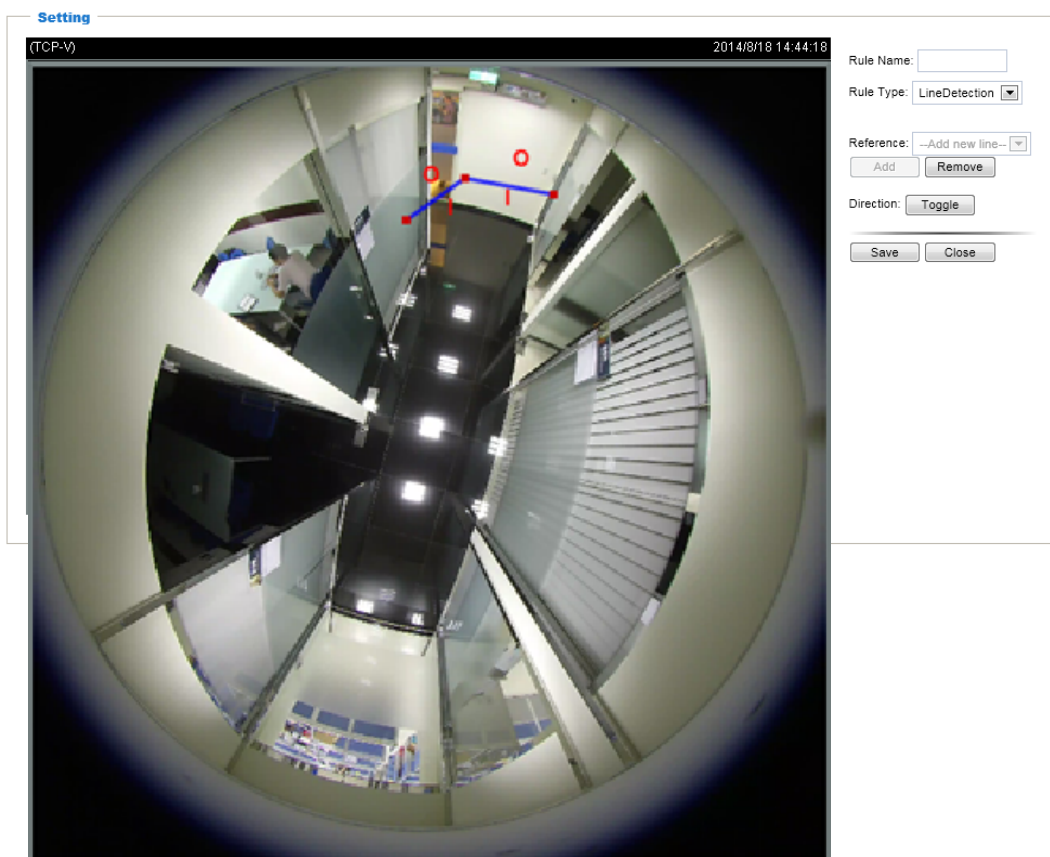 Setting
(TCP-V) 2014/8/18 14:44:18
Rule Name:
Rule Type: LineDetection
Reference: --Add new line--
Add Remove
Direction: Toggle
Save Close
O O
I I